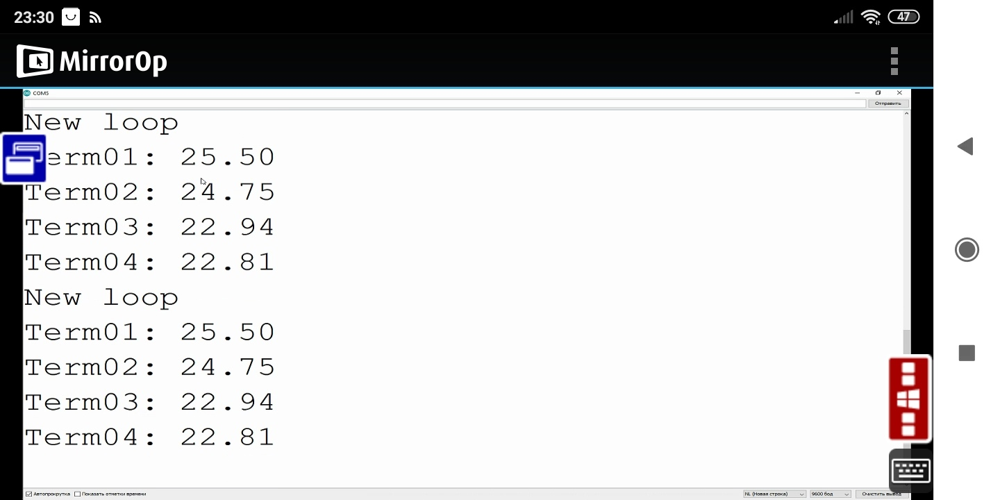 23:30
47
MirrorOp
COM5
Отправить
New loop
erm01: 25.50
Term02: 24.75
Term03: 22.94
Term04: 22.81
New loop
Term01: 25.50
Term02: 24.75
Term03: 22.94
Term04: 22.81
Автопрокрутка Показать отметки времени NL (Новая строка) 9600 бод Очистить вывод